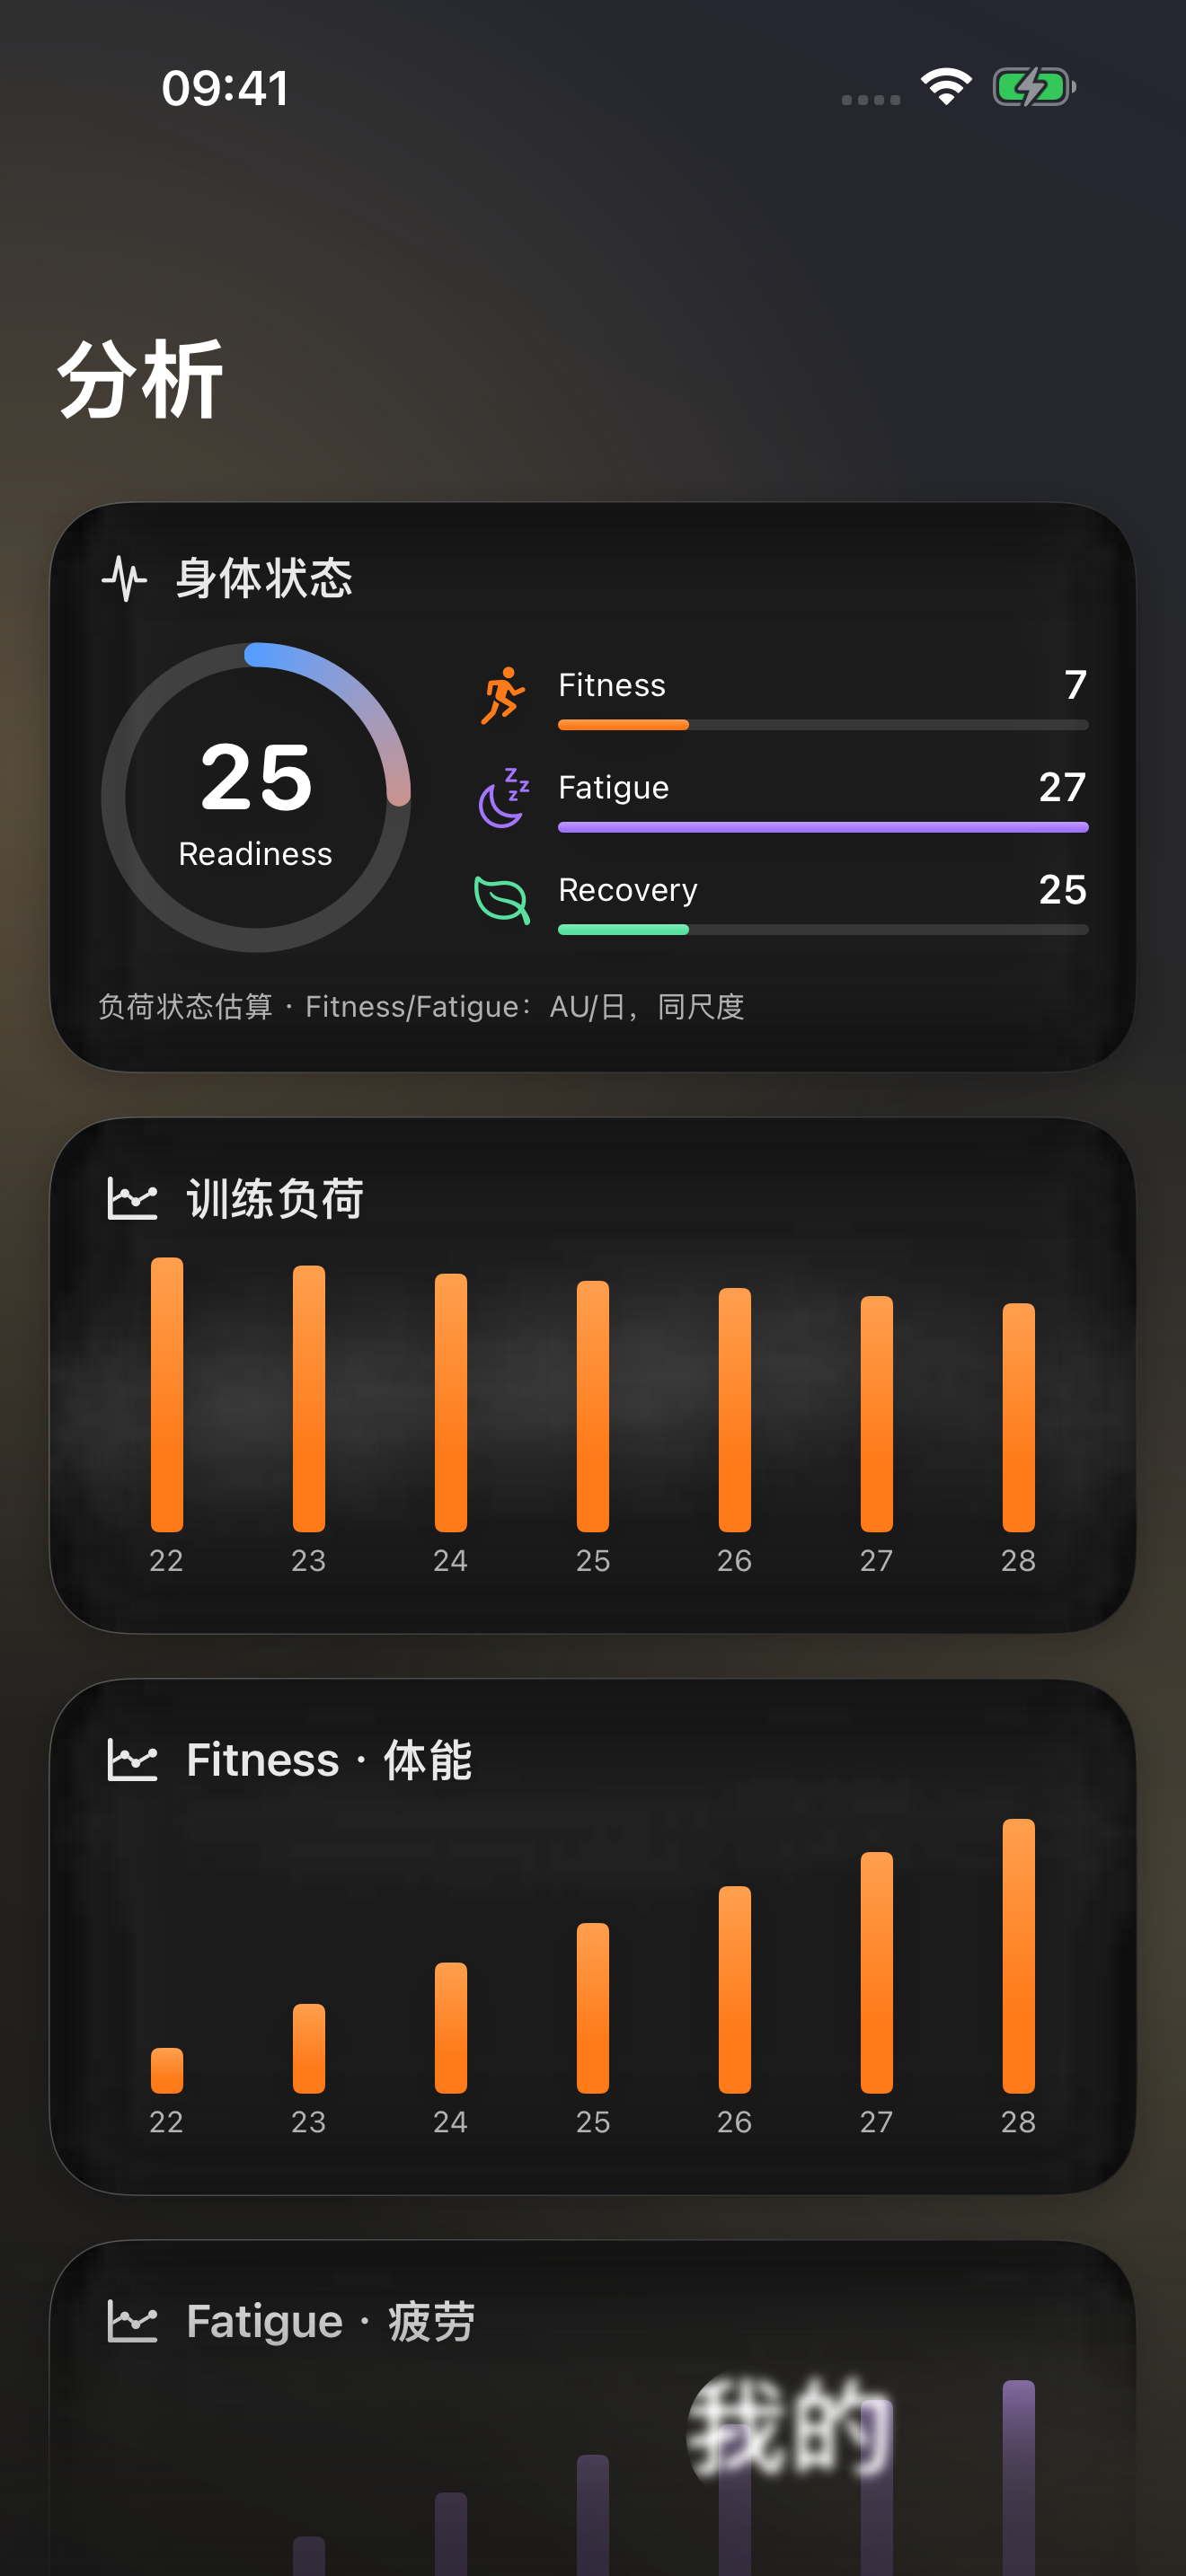 09:41
分析
身体状态
25
Readiness
Fitness 7
Fatigue 27
Recovery 25
负荷状态估算 · Fitness/Fatigue: AU/日，同尺度
训练负荷
22 23 24 25 26 27 28
Fitness · 体能
22 23 24 25 26 27 28
Fatigue · 疲劳
我的